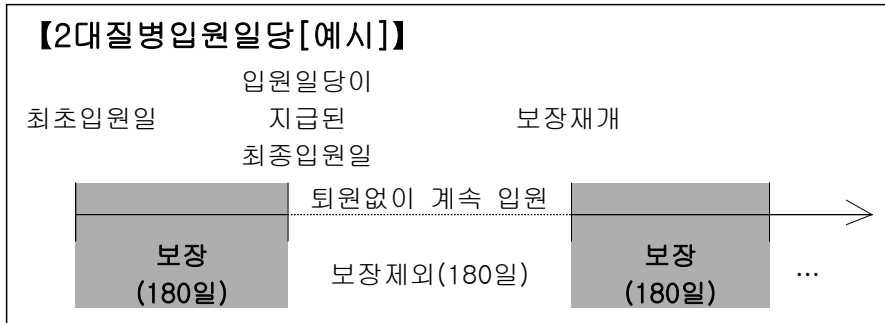 【2대질병입원일당[예시]】
최초입원일
입원일당이
지급된
최종입원일
보장재개
퇴원없이 계속 입원
보장
(180일)
보장제외(180일)
보장
(180일)
…